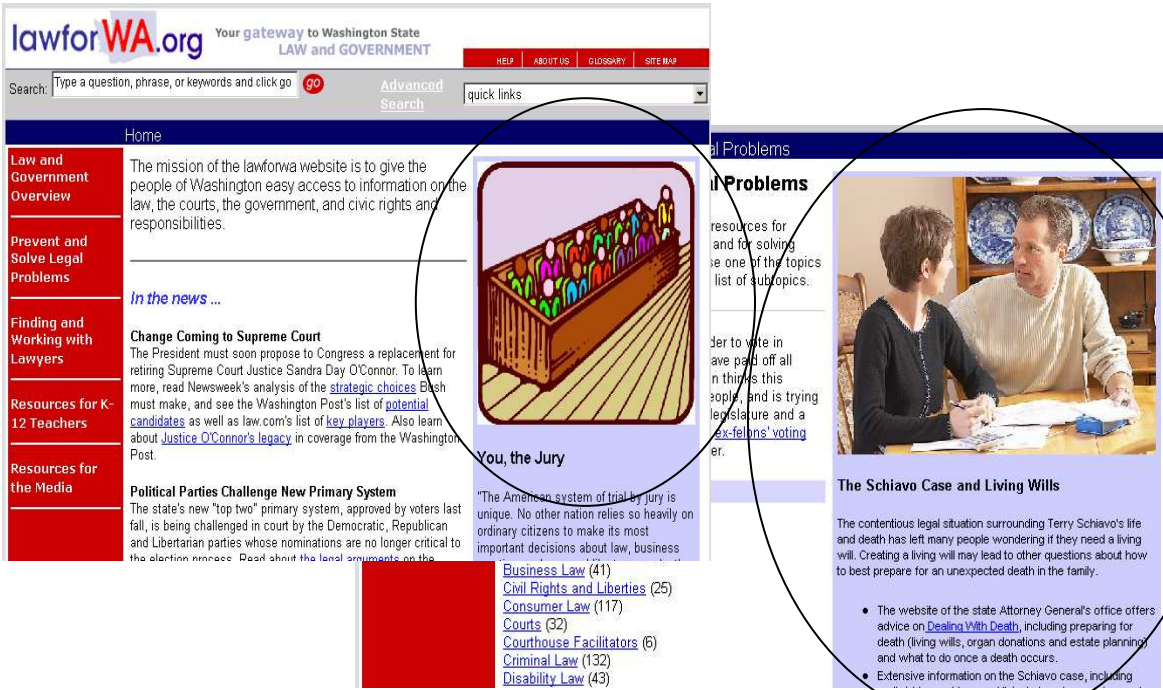 lawforWA.org
Your gateway to Washington State
LAW and GOVERNMENT
HELP
ABOUT US
GLOSSARY
SITE MAP
Search:
Type a question, phrase, or keywords and click go
go
Advanced
Search
quick links
Home
Law and
Government
Overview
Prevent and
Solve Legal
Problems
Finding and
Working with
Lawyers
Resources for K-
12 Teachers
Resources for
the Media
The mission of the lawforwa website is to give the
people of Washington easy access to information on the
law, the courts, the government, and civic rights and
responsibilities.
In the news ...
Change Coming to Supreme Court
The President must soon propose to Congress a replacement for
retiring Supreme Court Justice Sandra Day O'Connor. To learn
more, read Newsweek's analysis of the strategic choices Bush
must make, and see the Washington Post's list of potential
candidates as well as law.com's list of key players. Also learn
about Justice O'Connor's legacy in coverage from the Washington
Post.
Political Parties Challenge New Primary System
The state's new "top two" primary system, approved by voters last
fall, is being challenged in court by the Democratic, Republican
and Libertarian parties whose nominations are no longer critical to
the election process. Read about the legal arguments on the
You, the Jury
"The American system of trial by jury is
unique. No other nation relies so heavily on
ordinary citizens to make its most
important decisions about law, business
Business Law (41)
Civil Rights and Liberties (25)
Consumer Law (117)
Courts (32)
Courthouse Facilitators (6)
Criminal Law (132)
Disability Law (43)
al Problems
al Problems
resources for
and for solving
se one of the topics
list of subtopics.
der to vote in
ave paid off all
n thinks this
eople, and is trying
legislature and a
ex-felons' voting
er.
The Schiavo Case and Living Wills
The contentious legal situation surrounding Terry Schiavo's life
and death has left many people wondering if they need a living
will. Creating a living will may lead to other questions about how
to best prepare for an unexpected death in the family.
• The website of the state Attorney General's office offers
advice on Dealing With Death, including preparing for
death (living wills, organ donations and estate planning)
and what to do once a death occurs.
• Extensive information on the Schiavo case, including